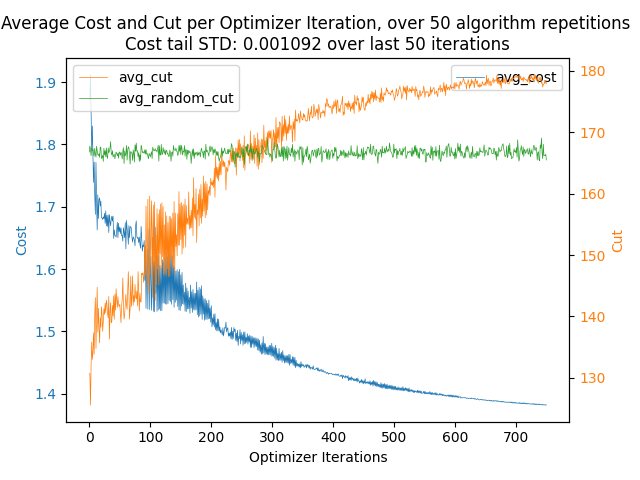 Average Cost and Cut per Optimizer Iteration, over 50 algorithm repetitions
Cost tail STD: 0.001092 over last 50 iterations
avg_cut
avg_random_cut
avg_cost
1.9
1.8
1.7
1.6
1.5
1.4
Cost
180
170
160
150
140
130
Cut
0 100 200 300 400 500 600 700
Optimizer Iterations